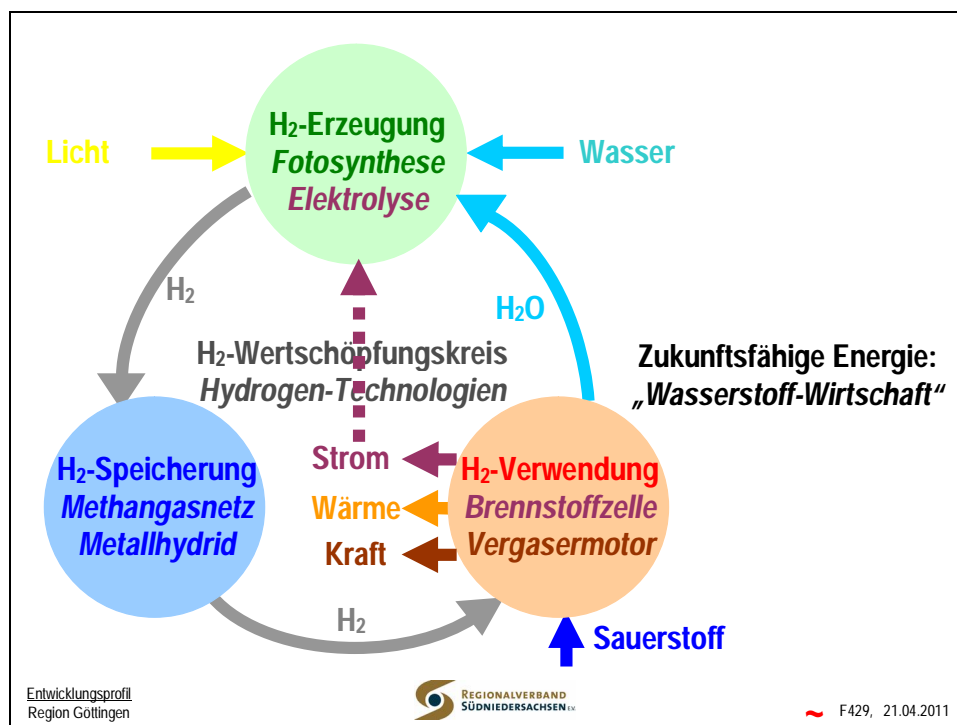 H₂-Erzeugung
Fotosynthese
Elektrolyse
Licht
Wasser
H₂
H₂O
H₂-Wertschöpfungskreis
Hydrogen-Technologien
Zukunftsfähige Energie:
„Wasserstoff-Wirtschaft“
H₂-Speicherung
Methangasnetz
Metallhydrid
Strom
Wärme
Kraft
H₂-Verwendung
Brennstoffzelle
Vergasermotor
H₂
Sauerstoff
Entwicklungsprofil
Region Göttingen
REGIONALVERBAND
SÜDNIEDERSACHSEN E.V.
~ F429, 21.04.2011